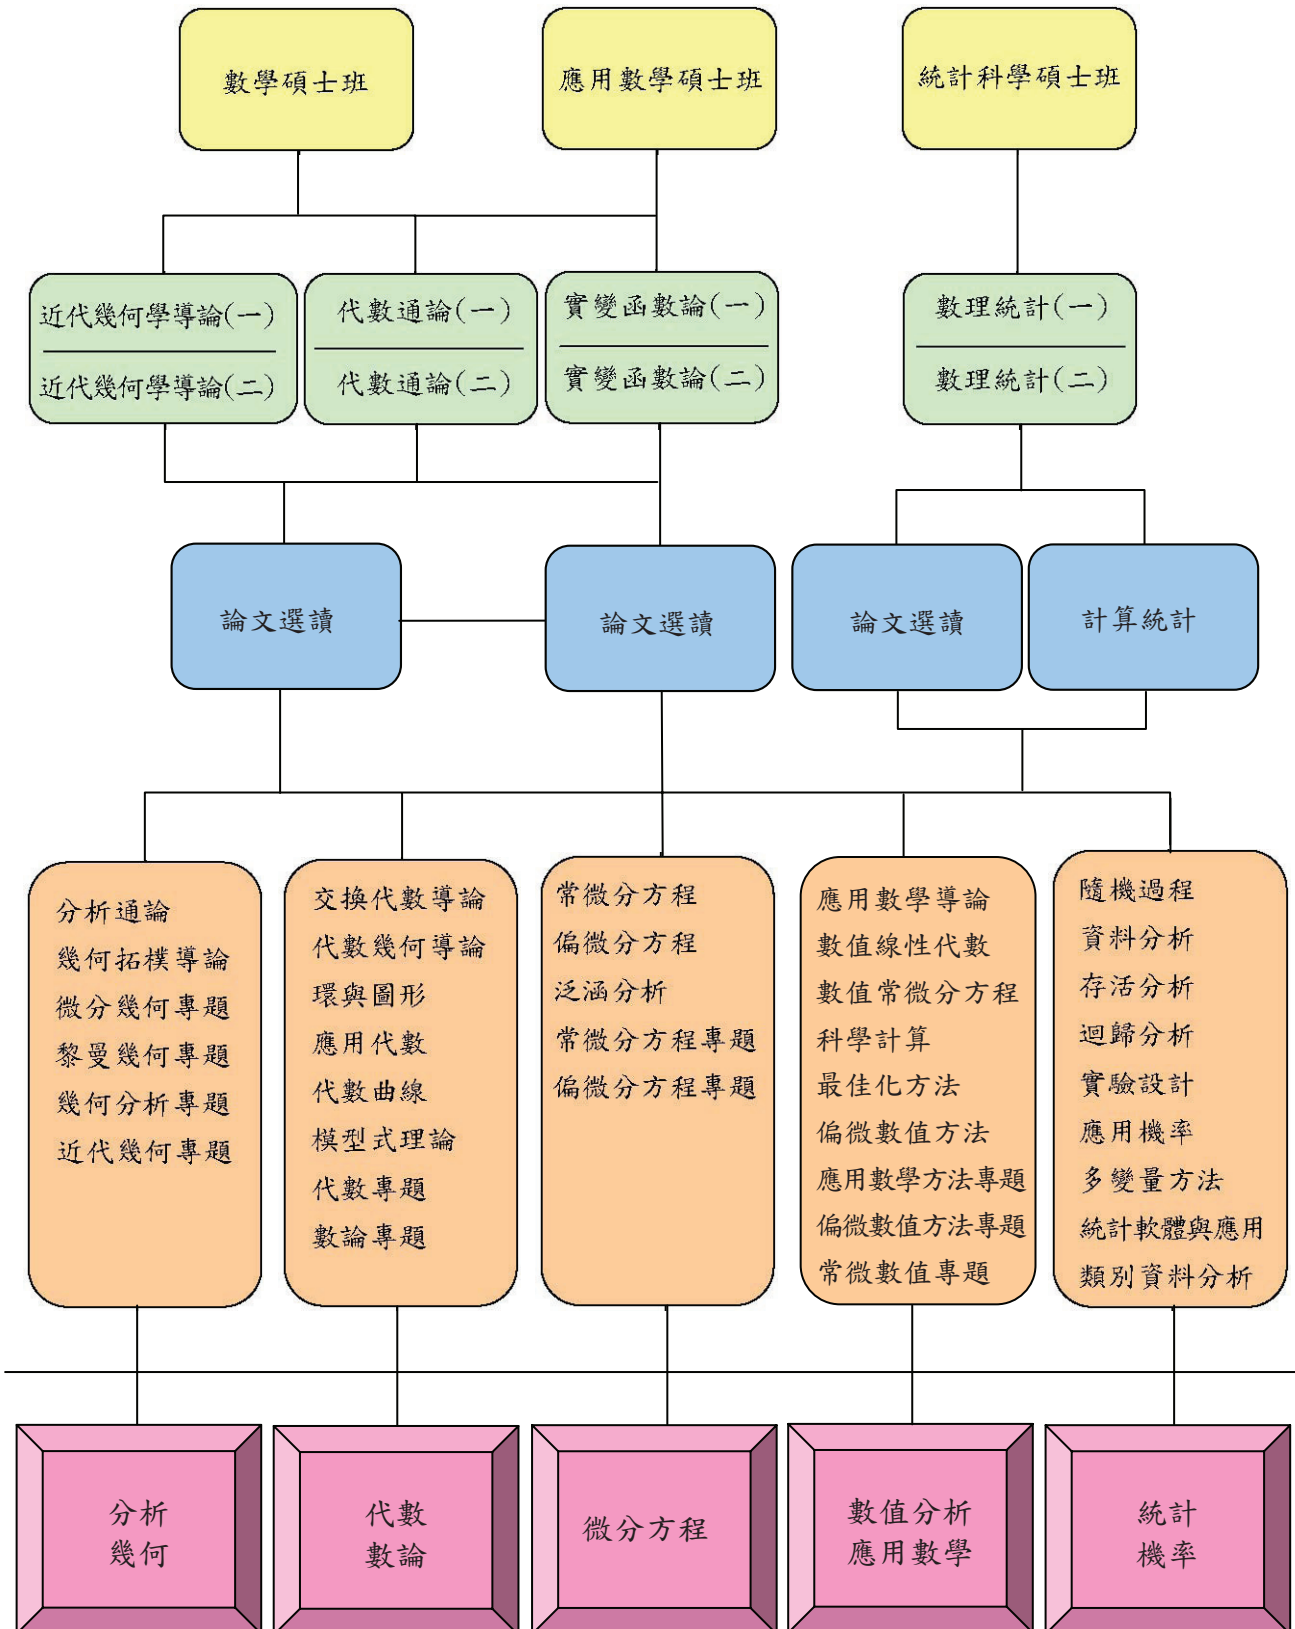 數學碩士班
應用數學碩士班
統計科學碩士班
近代幾何學導論(一)
近代幾何學導論(二)
代數通論(一)
代數通論(二)
實變函數論(一)
實變函數論(二)
數理統計(一)
數理統計(二)
論文選讀
論文選讀
論文選讀
計算統計
分析通論
幾何拓樸導論
微分幾何專題
黎曼幾何專題
幾何分析專題
近代幾何專題
交換代數導論
代數幾何導論
環與圖形
應用代數
代數曲線
模型式理論
代數專題
數論專題
常微分方程
偏微分方程
泛涵分析
常微分方程專題
偏微分方程專題
應用數學導論
數值線性代數
數值常微分方程
科學計算
最佳化方法
偏微數值方法
應用數學方法專題
偏微數值方法專題
常微數值專題
隨機過程
資料分析
存活分析
迴歸分析
實驗設計
應用機率
多變量方法
統計軟體與應用
類別資料分析
分析
幾何
代數
數論
微分方程
數值分析
應用數學
統計
機率